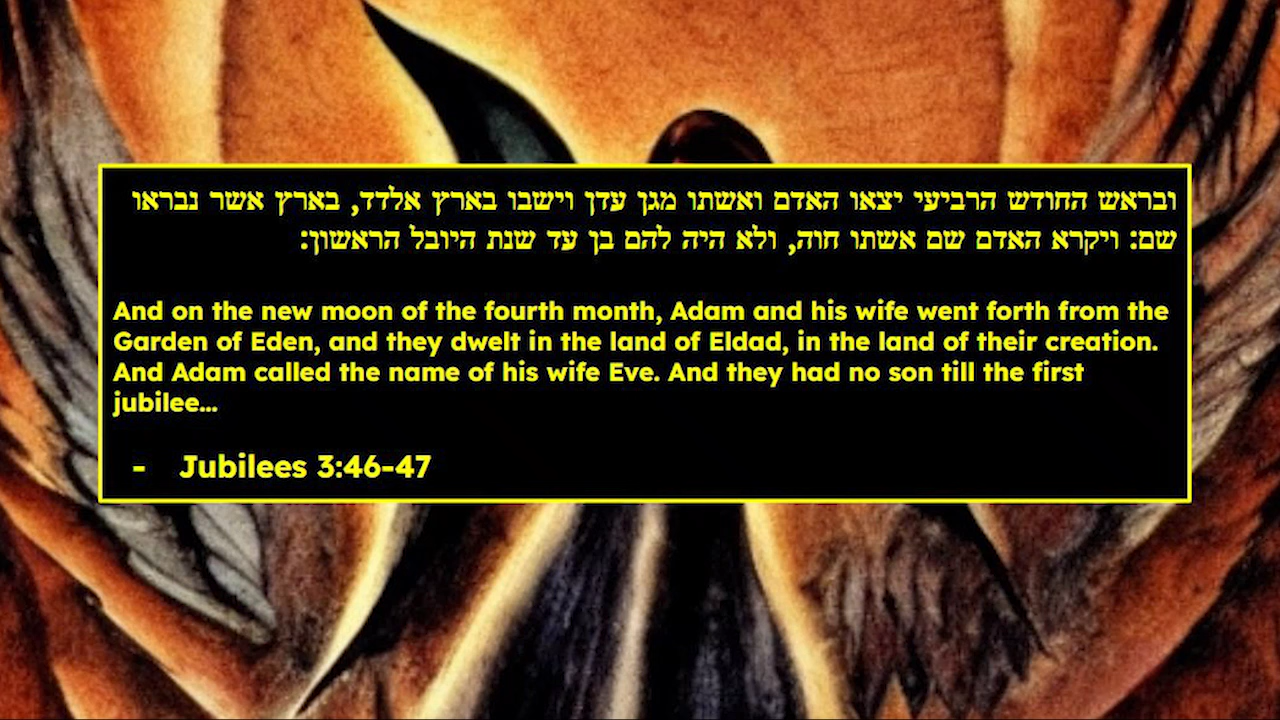 ובראש החודש הרביעי יצאו האדם ואשתו מגן עדן וישבו בארץ אלדד, בארץ אשר נבראו
שם: ויקרא האדם שם אשתו חוה, ולא היה להם בן עד שנת היובל הראשון:
And on the new moon of the fourth month, Adam and his wife went forth from the
Garden of Eden, and they dwelt in the land of Eldad, in the land of their creation.
And Adam called the name of his wife Eve. And they had no son till the first
jubilee...
- Jubilees 3:46-47